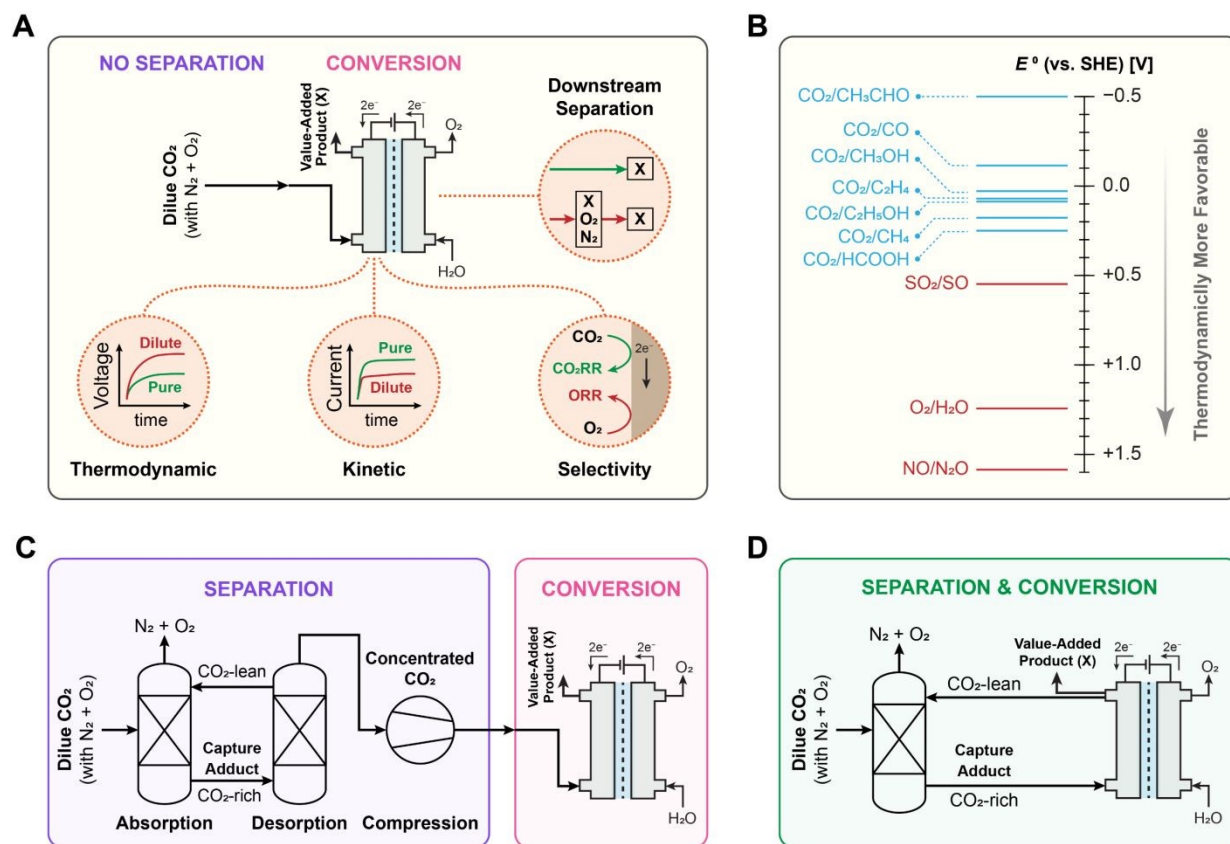 A
NO SEPARATION
CONVERSION
Dilue CO₂
(with N₂ + O₂)
Value-Added
Product (X)
2e⁻
2e⁻
O₂
H₂O
Downstream
Separation
X
X
O₂
N₂
X
Voltage
Dilute
Pure
time
Thermodynamic
Current
Pure
Dilute
time
Kinetic
CO₂
CO₂RR
ORR
O₂
2e⁻
Selectivity
B
E⁰ (vs. SHE) [V]
CO₂/CH₃CHO
CO₂/CO
CO₂/CH₃OH
CO₂/C₂H₄
CO₂/C₂H₅OH
CO₂/CH₄
CO₂/HCOOH
SO₂/SO
O₂/H₂O
NO/N₂O
−0.5
0.0
+0.5
+1.0
+1.5
Thermodynamiclly More Favorable
C
SEPARATION
Dilue CO₂
(with N₂ + O₂)
N₂ + O₂
CO₂-lean
Capture
Adduct
CO₂-rich
Absorption
Desorption
Concentrated
CO₂
Compression
CONVERSION
Value-Added
Product (X)
2e⁻
2e⁻
O₂
H₂O
D
SEPARATION & CONVERSION
Dilue CO₂
(with N₂ + O₂)
N₂ + O₂
CO₂-lean
Capture
Adduct
CO₂-rich
Value-Added
Product (X)
2e⁻
2e⁻
O₂
H₂O